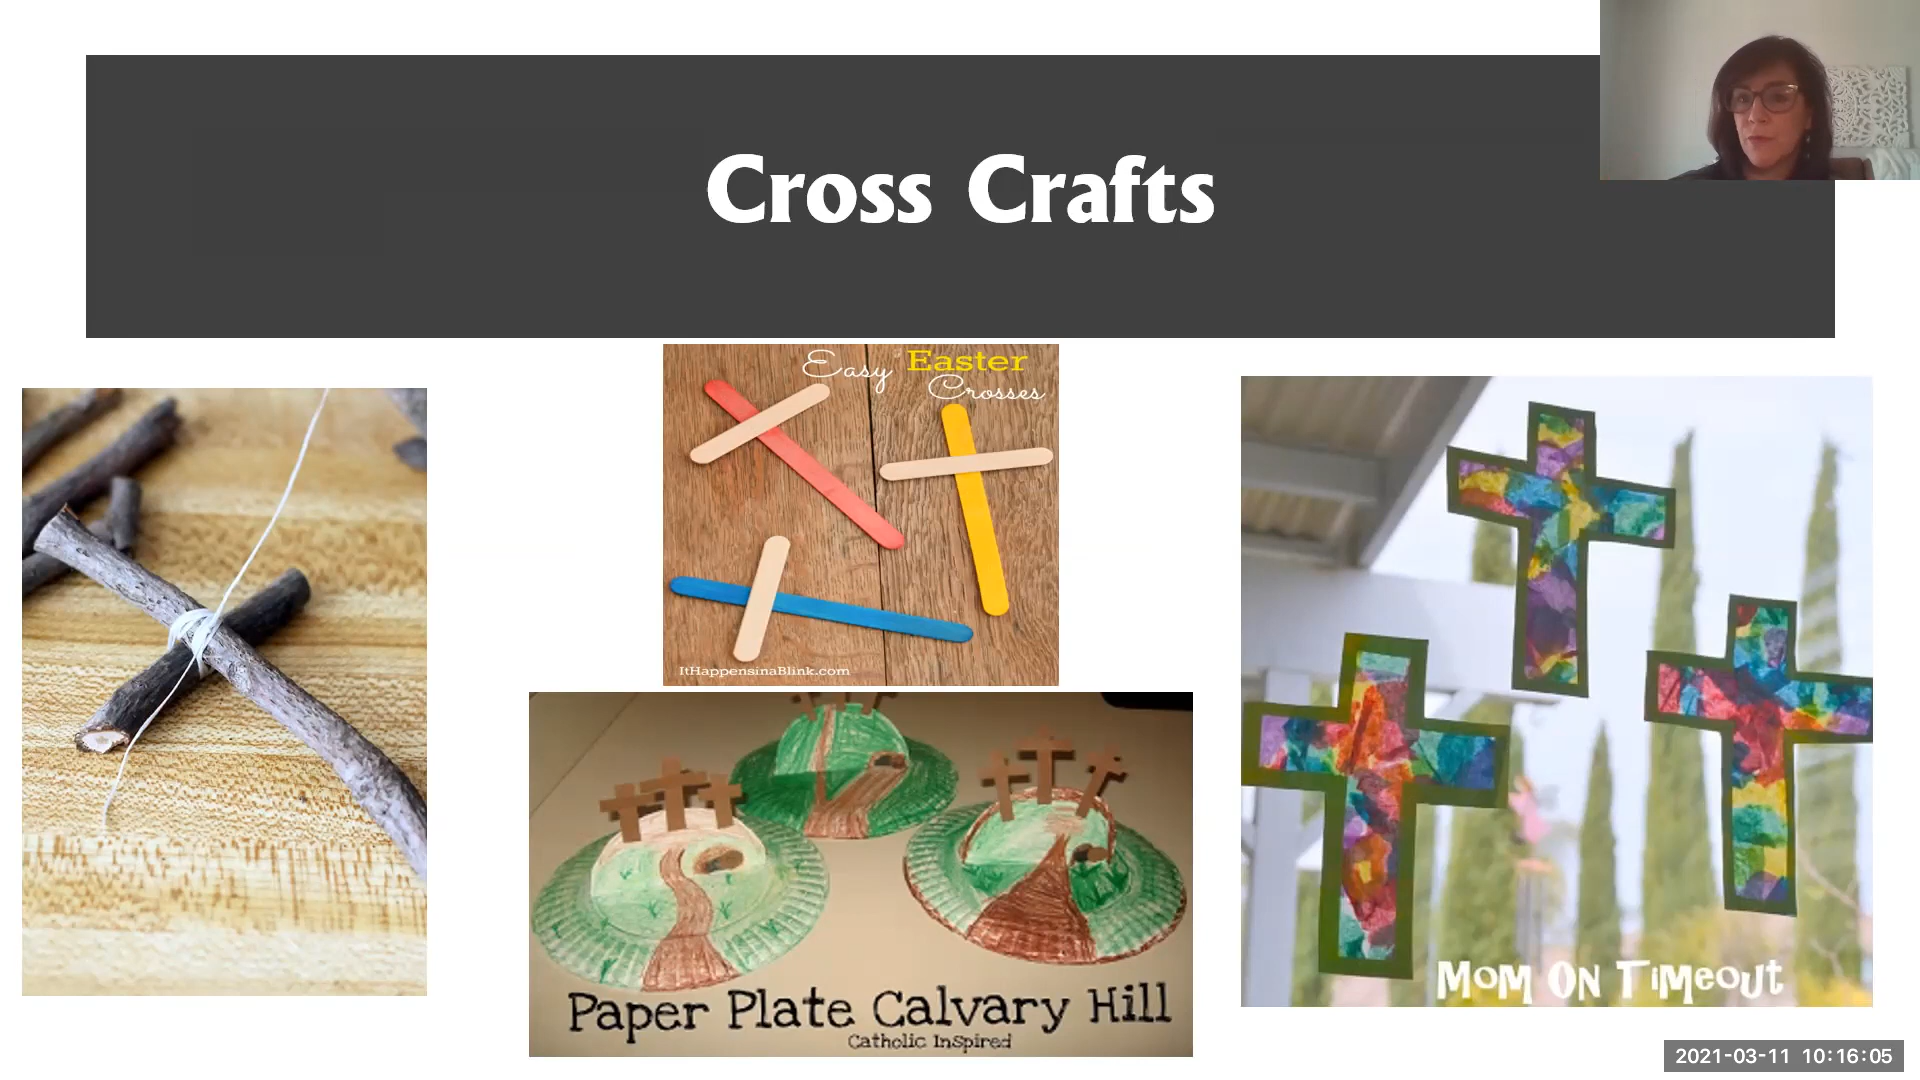 Cross Crafts
Easy Easter
Crosses
ItHappensinaBlink.com
Paper Plate Calvary Hill
Catholic Inspired
Mom On Timeout
2021-03-11 10:16:05